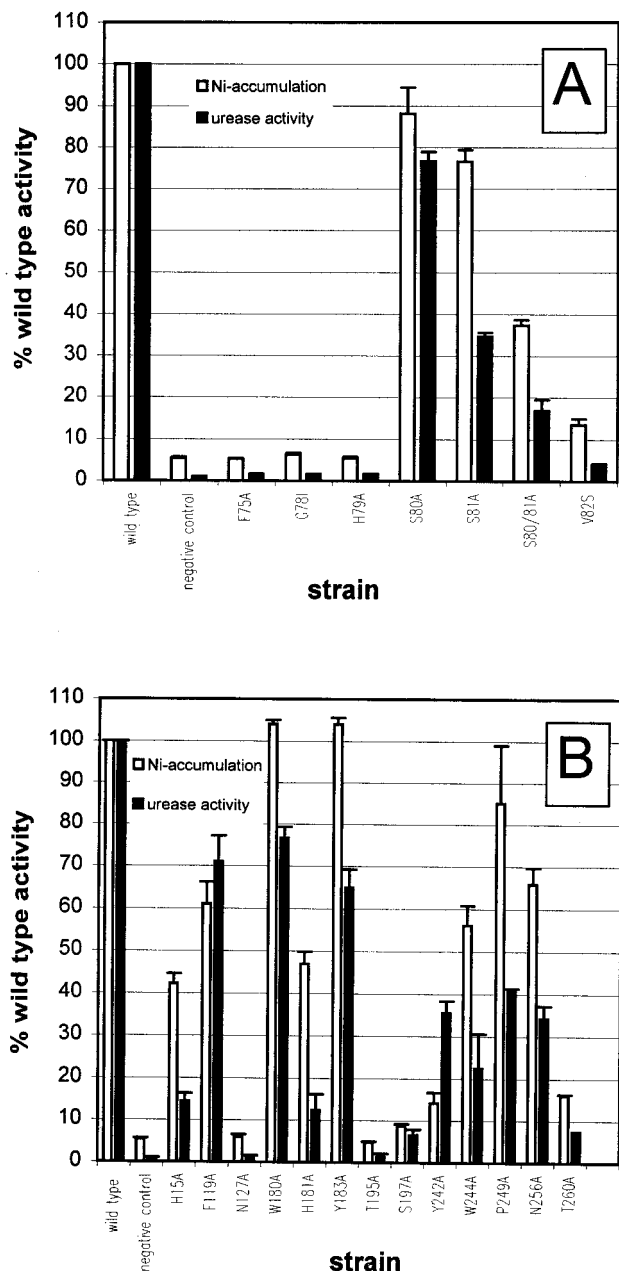 A
110
100
90
80
70
60
50
40
30
20
10
0
% wild type activity
Ni-accumulation
urease activity
wild type
negative control
F75A
G78I
H79A
S80A
S81A
S80/81A
V82S
strain
B
110
100
90
80
70
60
50
40
30
20
10
0
% wild type activity
Ni-accumulation
urease activity
wild type
negative control
H15A
F119A
N127A
W180A
H181A
Y183A
T195A
S197A
Y242A
W244A
P249A
N256A
T260A
strain